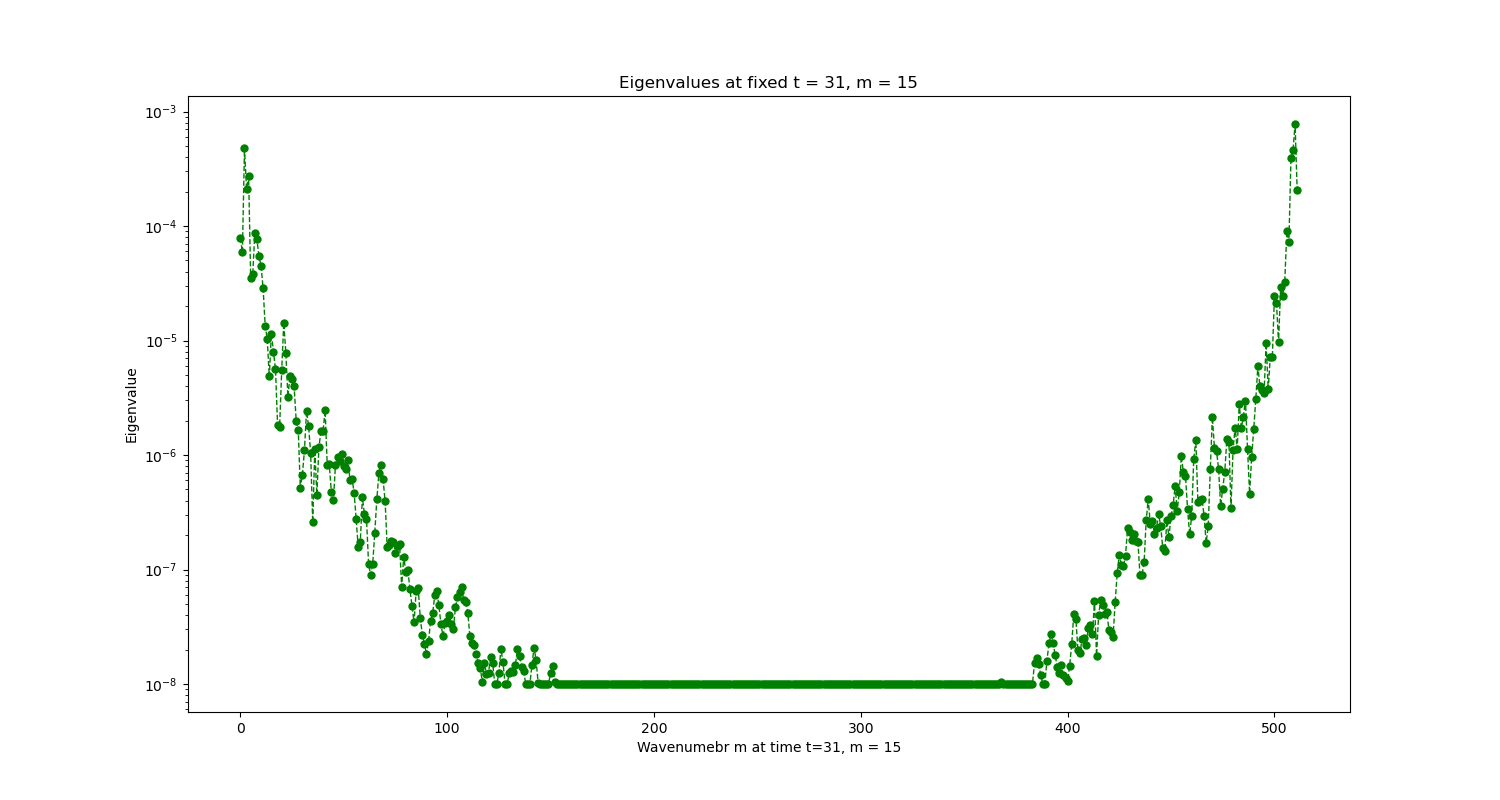 Eigenvalues at fixed t = 31, m = 15
Eigenvalue
10⁻³
10⁻⁴
10⁻⁵
10⁻⁶
10⁻⁷
10⁻⁸
0 100 200 300 400 500
Wavenumebr m at time t=31, m = 15